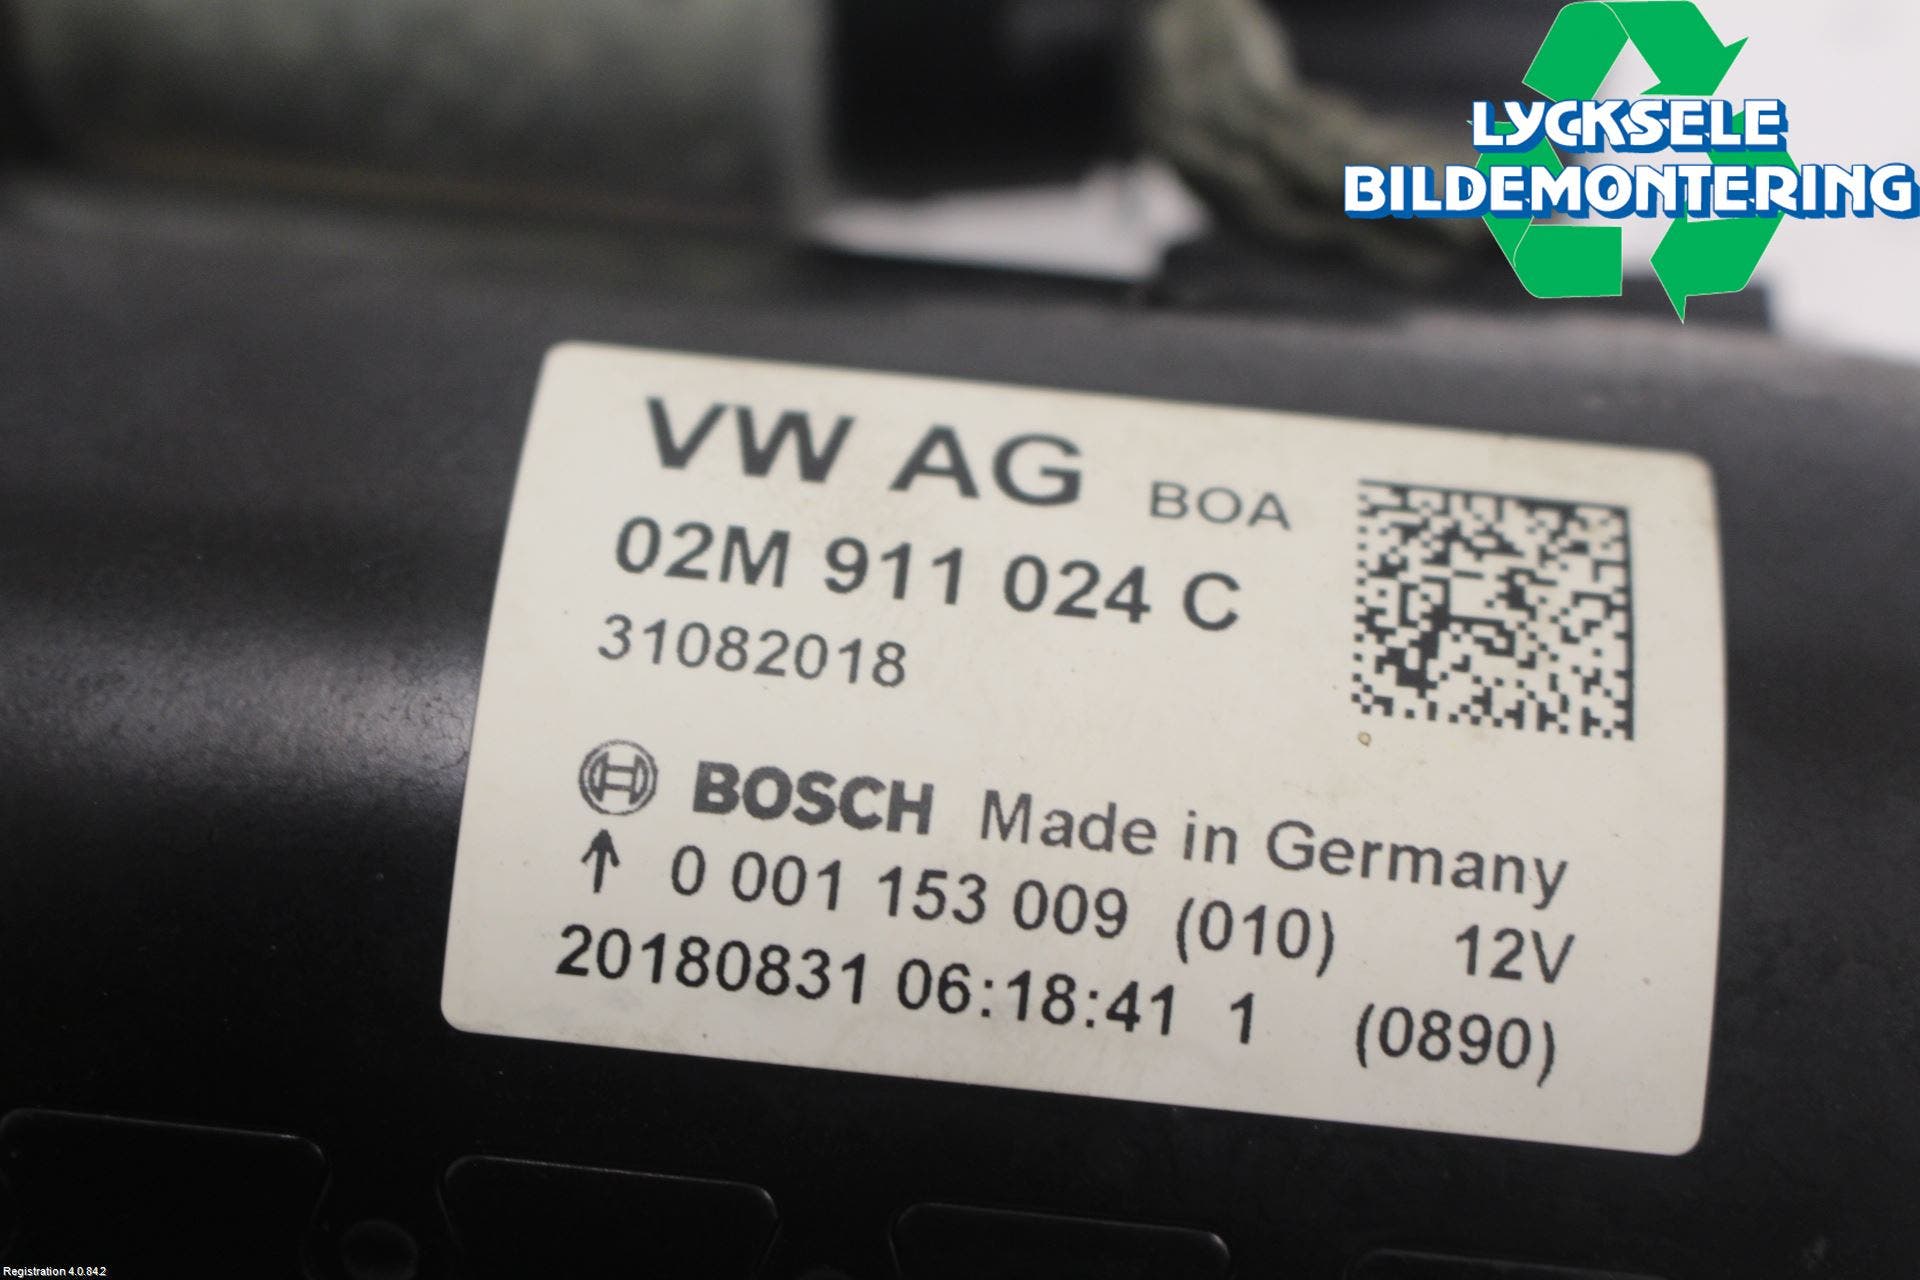 LYCKSELE
BILDEMONTERING
VW AG BOA
02M 911 024 C
31082018
BOSCH Made in Germany
↑ 0 001 153 009 (010) 12V
20180831 06:18:41 1 (0890)
Registration 4.0.84.2